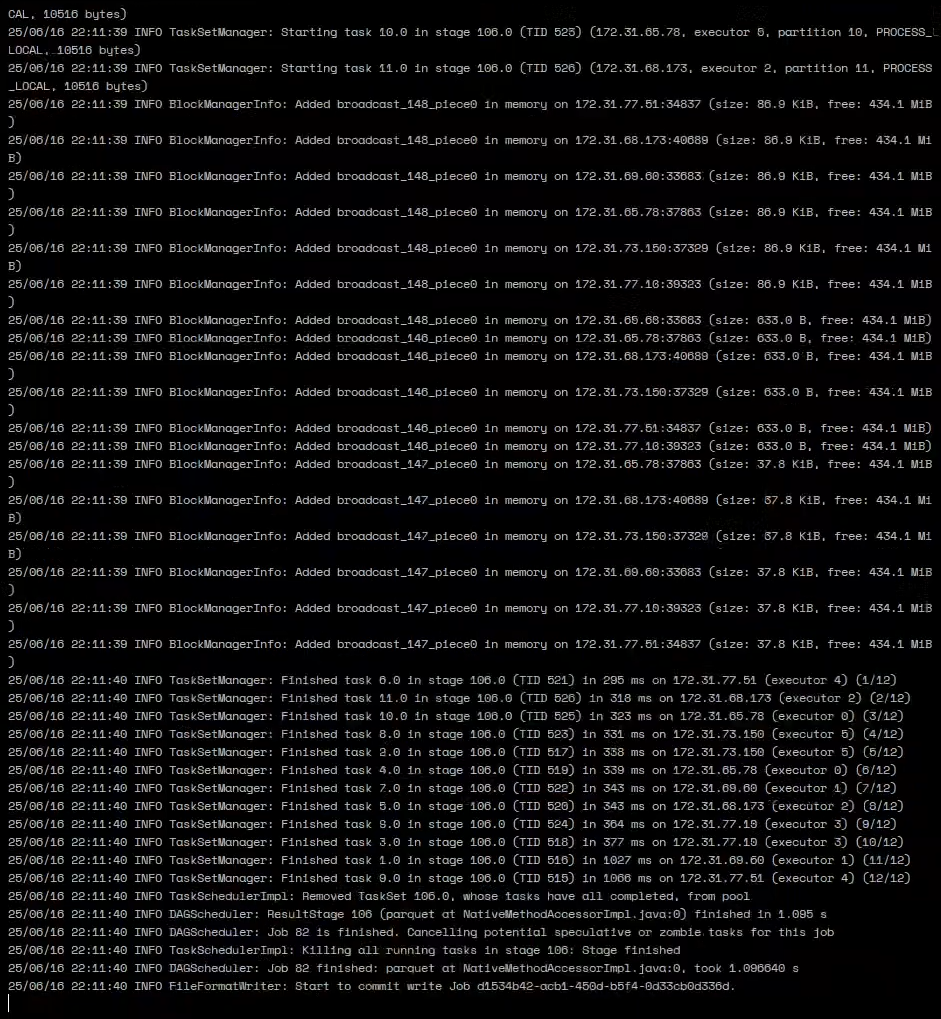 CAL, 10516 bytes)
25/06/16 22:11:39 INFO TaskSetManager: Starting task 10.0 in stage 106.0 (TID 525) (172.31.65.78, executor 0, partition 10, PROCESS_L
LOCAL, 10516 bytes)
25/06/16 22:11:39 INFO TaskSetManager: Starting task 11.0 in stage 106.0 (TID 526) (172.31.68.173, executor 2, partition 11, PROCESS
_LOCAL, 10516 bytes)
25/06/16 22:11:39 INFO BlockManagerInfo: Added broadcast_148_piece0 in memory on 172.31.77.51:34837 (size: 86.9 KiB, free: 434.1 MiB
)
25/06/16 22:11:39 INFO BlockManagerInfo: Added broadcast_148_piece0 in memory on 172.31.68.173:40689 (size: 86.9 KiB, free: 434.1 Mi
B)
25/06/16 22:11:39 INFO BlockManagerInfo: Added broadcast_148_piece0 in memory on 172.31.69.60:33683 (size: 86.9 KiB, free: 434.1 MiB
)
25/06/16 22:11:39 INFO BlockManagerInfo: Added broadcast_148_piece0 in memory on 172.31.65.78:37863 (size: 86.9 KiB, free: 434.1 MiB
)
25/06/16 22:11:39 INFO BlockManagerInfo: Added broadcast_148_piece0 in memory on 172.31.73.150:37329 (size: 86.9 KiB, free: 434.1 Mi
B)
25/06/16 22:11:39 INFO BlockManagerInfo: Added broadcast_148_piece0 in memory on 172.31.77.10:39323 (size: 86.9 KiB, free: 434.1 MiB
)
25/06/16 22:11:39 INFO BlockManagerInfo: Added broadcast_146_piece0 in memory on 172.31.65.60:33683 (size: 633.0 B, free: 434.1 MiB)
25/06/16 22:11:39 INFO BlockManagerInfo: Added broadcast_146_piece0 in memory on 172.31.65.78:37863 (size: 633.0 B, free: 434.1 MiB)
25/06/16 22:11:39 INFO BlockManagerInfo: Added broadcast_146_piece0 in memory on 172.31.68.173:40689 (size: 633.0 B, free: 434.1 MiB
)
25/06/16 22:11:39 INFO BlockManagerInfo: Added broadcast_146_piece0 in memory on 172.31.73.150:37329 (size: 633.0 B, free: 434.1 MiB
)
25/06/16 22:11:39 INFO BlockManagerInfo: Added broadcast_146_piece0 in memory on 172.31.77.51:34837 (size: 633.0 B, free: 434.1 MiB)
25/06/16 22:11:39 INFO BlockManagerInfo: Added broadcast_146_piece0 in memory on 172.31.77.10:39323 (size: 633.0 B, free: 434.1 MiB)
25/06/16 22:11:39 INFO BlockManagerInfo: Added broadcast_147_piece0 in memory on 172.31.65.78:37863 (size: 37.8 KiB, free: 434.1 MiB
)
25/06/16 22:11:39 INFO BlockManagerInfo: Added broadcast_147_piece0 in memory on 172.31.68.173:40689 (size: 37.8 KiB, free: 434.1 Mi
B)
25/06/16 22:11:39 INFO BlockManagerInfo: Added broadcast_147_piece0 in memory on 172.31.73.150:37329 (size: 37.8 KiB, free: 434.1 Mi
B)
25/06/16 22:11:39 INFO BlockManagerInfo: Added broadcast_147_piece0 in memory on 172.31.69.60:33683 (size: 37.8 KiB, free: 434.1 MiB
)
25/06/16 22:11:39 INFO BlockManagerInfo: Added broadcast_147_piece0 in memory on 172.31.77.10:39323 (size: 37.8 KiB, free: 434.1 MiB
)
25/06/16 22:11:39 INFO BlockManagerInfo: Added broadcast_147_piece0 in memory on 172.31.77.51:34837 (size: 37.8 KiB, free: 434.1 MiB
)
25/06/16 22:11:40 INFO TaskSetManager: Finished task 6.0 in stage 106.0 (TID 521) in 295 ms on 172.31.77.51 (executor 4) (1/12)
25/06/16 22:11:40 INFO TaskSetManager: Finished task 11.0 in stage 106.0 (TID 526) in 318 ms on 172.31.68.173 (executor 2) (2/12)
25/06/16 22:11:40 INFO TaskSetManager: Finished task 10.0 in stage 106.0 (TID 525) in 323 ms on 172.31.65.78 (executor 0) (3/12)
25/06/16 22:11:40 INFO TaskSetManager: Finished task 8.0 in stage 106.0 (TID 523) in 331 ms on 172.31.73.150 (executor 5) (4/12)
25/06/16 22:11:40 INFO TaskSetManager: Finished task 2.0 in stage 106.0 (TID 517) in 338 ms on 172.31.73.150 (executor 5) (5/12)
25/06/16 22:11:40 INFO TaskSetManager: Finished task 4.0 in stage 106.0 (TID 519) in 339 ms on 172.31.65.78 (executor 0) (6/12)
25/06/16 22:11:40 INFO TaskSetManager: Finished task 7.0 in stage 106.0 (TID 522) in 343 ms on 172.31.69.60 (executor 1) (7/12)
25/06/16 22:11:40 INFO TaskSetManager: Finished task 5.0 in stage 106.0 (TID 520) in 343 ms on 172.31.68.173 (executor 2) (8/12)
25/06/16 22:11:40 INFO TaskSetManager: Finished task 9.0 in stage 106.0 (TID 524) in 364 ms on 172.31.77.10 (executor 3) (9/12)
25/06/16 22:11:40 INFO TaskSetManager: Finished task 3.0 in stage 106.0 (TID 518) in 377 ms on 172.31.77.10 (executor 3) (10/12)
25/06/16 22:11:40 INFO TaskSetManager: Finished task 1.0 in stage 106.0 (TID 516) in 1027 ms on 172.31.69.60 (executor 1) (11/12)
25/06/16 22:11:40 INFO TaskSetManager: Finished task 0.0 in stage 106.0 (TID 515) in 1066 ms on 172.31.77.51 (executor 4) (12/12)
25/06/16 22:11:40 INFO TaskSchedulerImpl: Removed TaskSet 106.0, whose tasks have all completed, from pool
25/06/16 22:11:40 INFO DAGScheduler: ResultStage 106 (parquet at NativeMethodAccessorImpl.java:0) finished in 1.095 s
25/06/16 22:11:40 INFO DAGScheduler: Job 82 is finished. Cancelling potential speculative or zombie tasks for this job
25/06/16 22:11:40 INFO TaskSchedulerImpl: Killing all running tasks in stage 106: Stage finished
25/06/16 22:11:40 INFO DAGScheduler: Job 82 finished: parquet at NativeMethodAccessorImpl.java:0, took 1.096640 s
25/06/16 22:11:40 INFO FileFormatWriter: Start to commit write Job d1534b42-acb1-450d-b5f4-0d33cb0d336d.